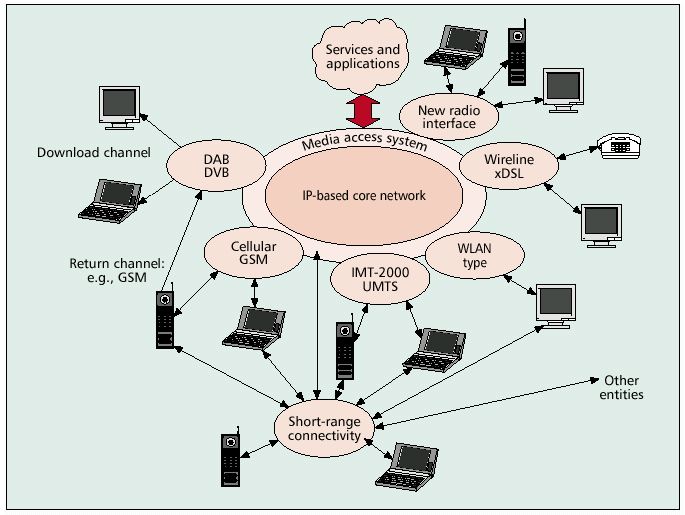 Services and
applications
New radio
interface
Media access system
Download channel
DAB
DVB
Wireline
xDSL
IP-based core network
Cellular
GSM
WLAN
type
Return channel:
e.g., GSM
IMT-2000
UMTS
Other
entities
Short-range
connectivity